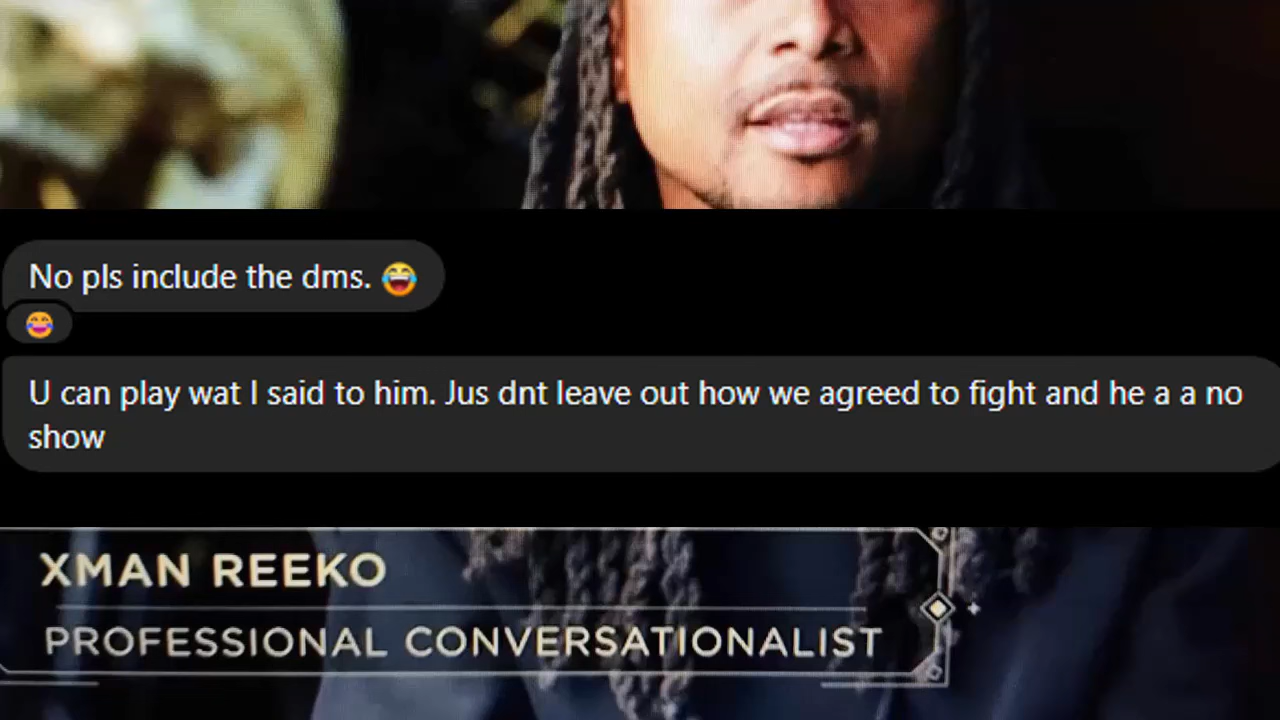 No pls include the dms. 😂
😂
U can play wat I said to him. Jus dnt leave out how we agreed to fight and he a a no
show
XMAN REEKO
PROFESSIONAL CONVERSATIONALIST